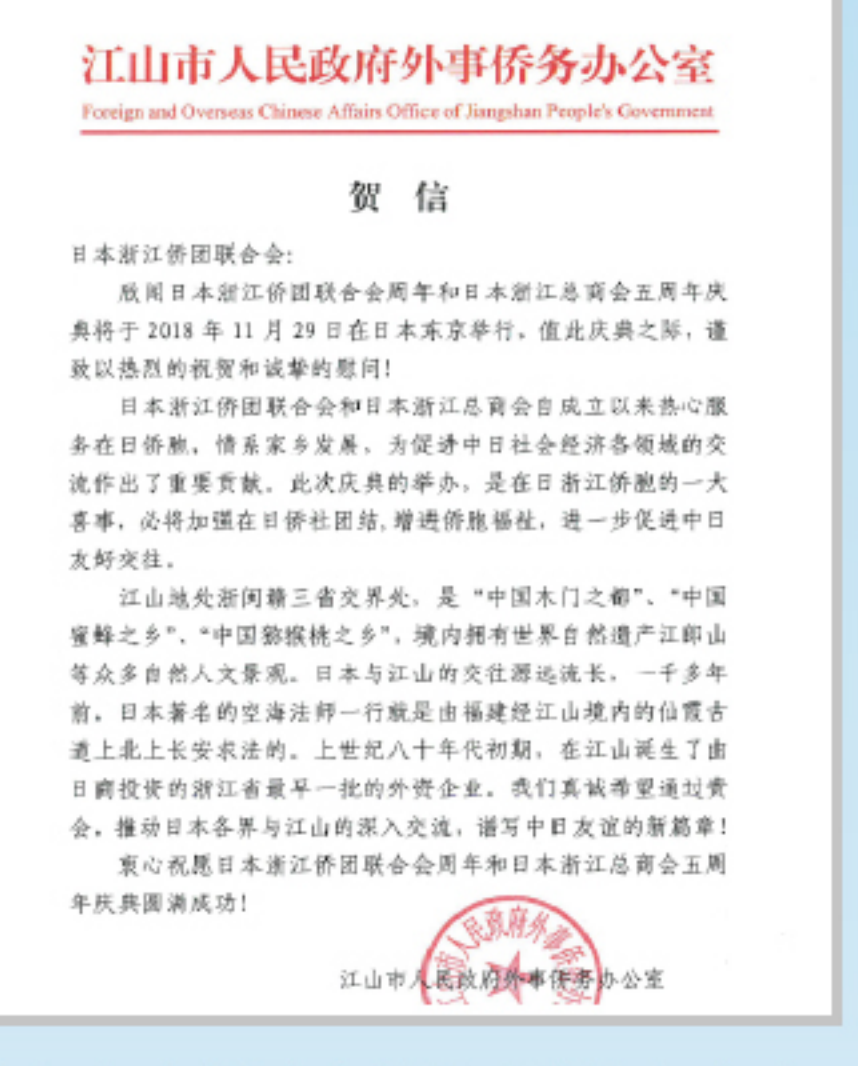 江山市人民政府外事侨务办公室
Foreign and Overseas Chinese Affairs Office of Jiangshan People's Government
贺 信
日本浙江侨团联合会:
欣闻日本浙江侨团联合会周年和日本浙江总商会五周年庆
典将于 2018 年 11 月 29 日在日本东京举行。值此庆典之际，谨
致以热烈的祝贺和诚挚的慰问!
日本浙江侨团联合会和日本浙江总商会自成立以来热心服
务在日侨胞，情系家乡发展，为促进中日社会经济各领域的交
流作出了重要贡献。此次庆典的举办，是在日浙江侨胞的一大
喜事，必将加强在日侨社团结,增进侨胞福祉，进一步促进中日
友好交往。
江山地处浙闽赣三省交界处，是“中国木门之都”、“中国
蜜蜂之乡”、“中国猕猴桃之乡”，境内拥有世界自然遗产江郎山
等众多自然人文景观。日本与江山的交往源远流长，一千多年
前，日本著名的空海法师一行就是由福建经江山境内的仙霞古
道上北上长安求法的。上世纪八十年代初期，在江山诞生了由
日商投资的浙江省最早一批的外资企业。我们真诚希望通过贵
会，推动日本各界与江山的深入交流，谱写中日友谊的新篇章!
衷心祝愿日本浙江侨团联合会周年和日本浙江总商会五周
年庆典圆满成功!
江山市人民政府外事侨务办公室